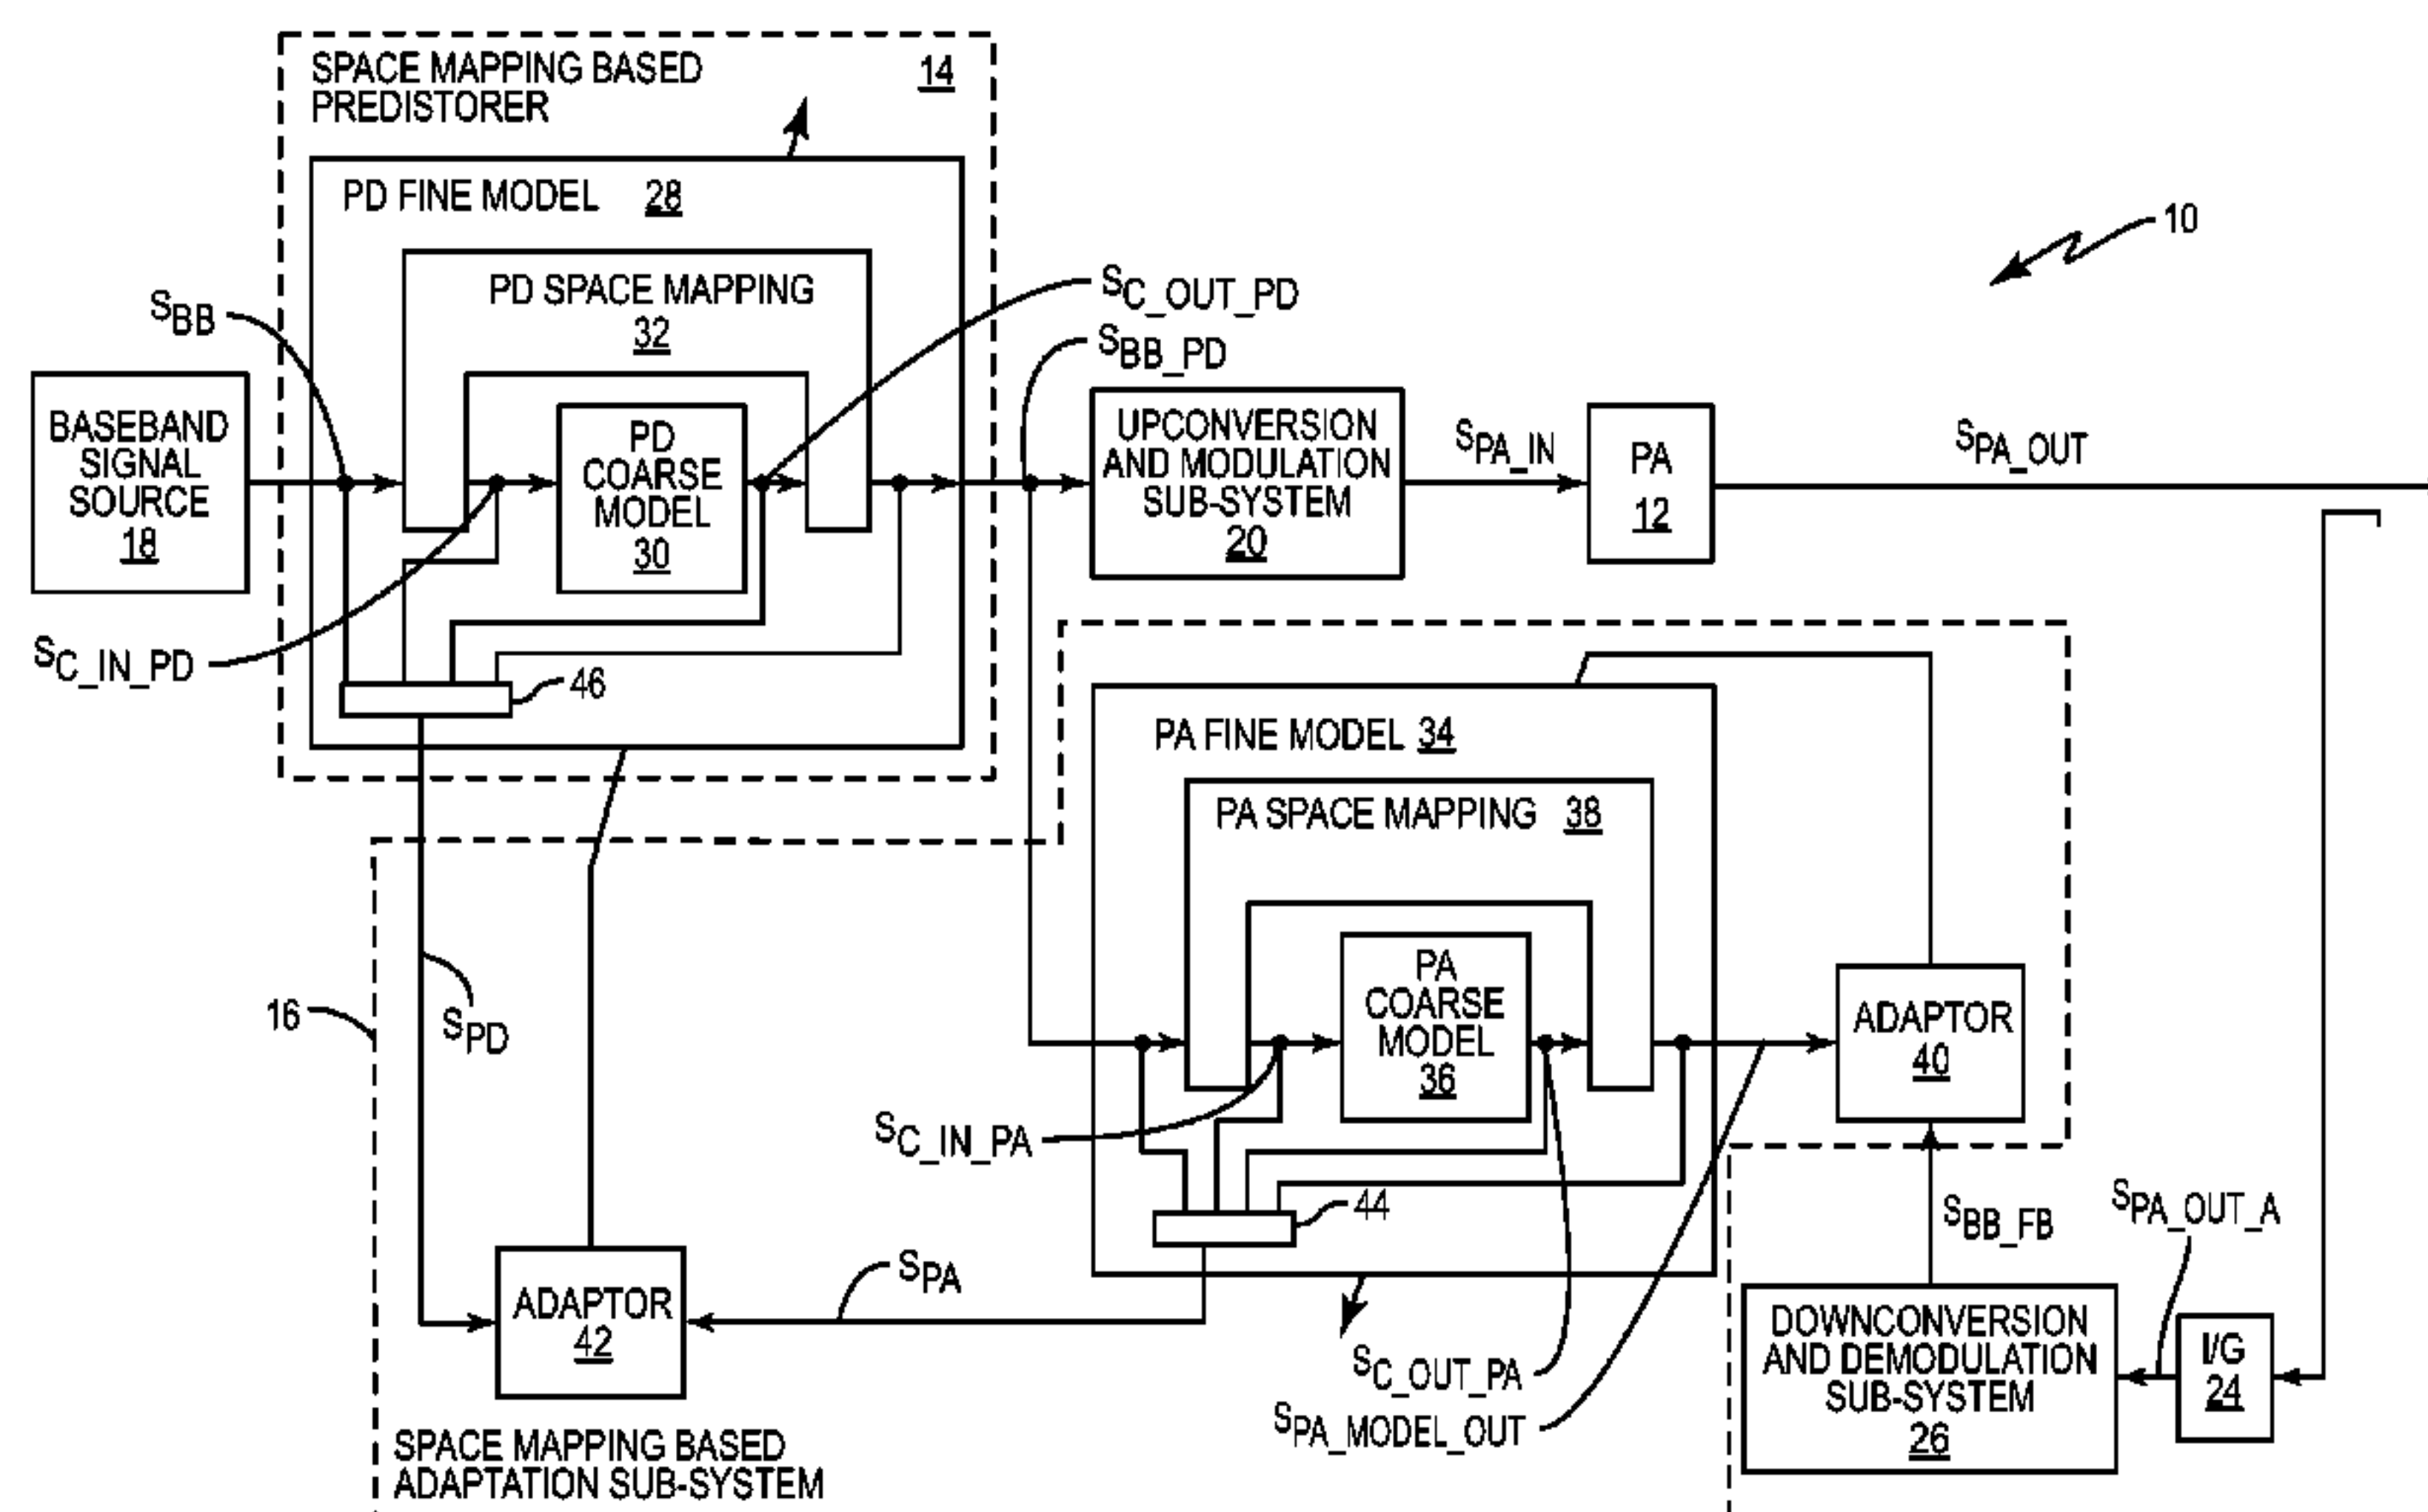 SPACE MAPPING BASED
PREDISTORER
14
PD FINE MODEL 28
PD SPACE MAPPING
32
SBB
SC_OUT_PD
SBB_PD
10
BASEBAND
SIGNAL
SOURCE
18
PD
COARSE
MODEL
30
UPCONVERSION
AND MODULATION
SUB-SYSTEM
20
SPA_IN
PA
12
SPA_OUT
SC_IN_PD
46
PA FINE MODEL 34
PA SPACE MAPPING 38
PA
COARSE
MODEL
36
ADAPTOR
40
16
SPD
SC_IN_PA
44
SBB_FB
SPA_OUT_A
SPA
ADAPTOR
42
SC_OUT_PA
SPA_MODEL_OUT
DOWNCONVERSION
AND DEMODULATION
SUB-SYSTEM
26
I/G
24
SPACE MAPPING BASED
ADAPTATION SUB-SYSTEM